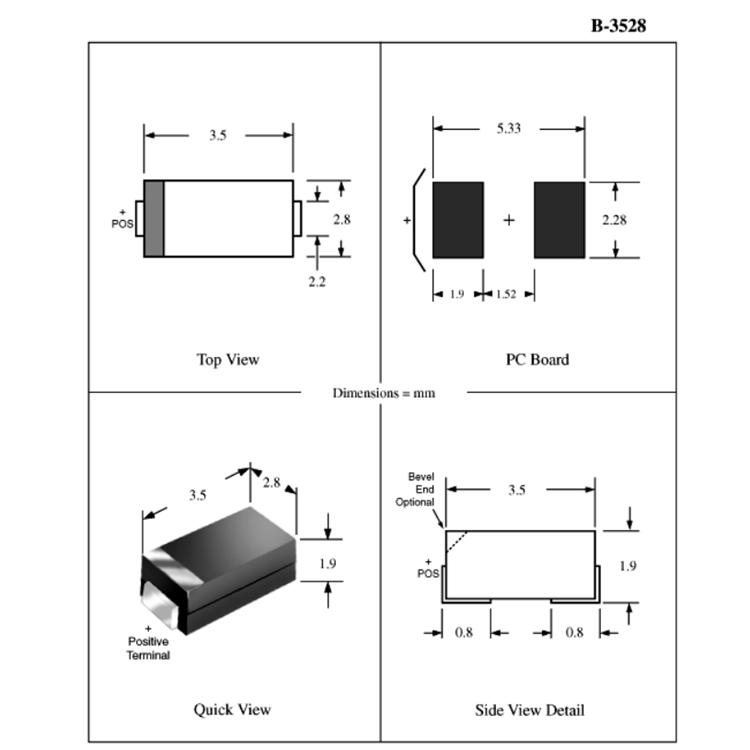 B-3528
3.5
+
POS
2.8
2.2
Top View
5.33
+
+
2.28
1.9
1.52
PC Board
Dimensions = mm
3.5
2.8
1.9
+
Positive
Terminal
Quick View
Bevel
End
Optional
3.5
+
POS
1.9
0.8
0.8
Side View Detail